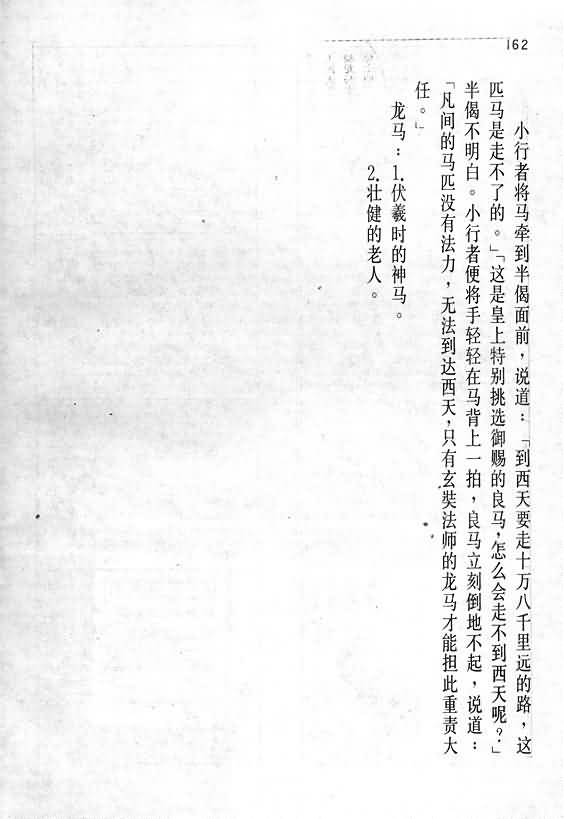 162
小行者将马牵到半偈面前，说道：「到西天要走十万八千里远的路，这
匹马是走不了的。」「这是皇上特别挑选御赐的良马，怎么会走不到西天呢？」
半偈不明白。小行者便将手轻轻在马背上一拍，良马立刻倒地不起，说道：
「凡间的马匹没有法力，无法到达西天，只有玄奘法师的龙马才能担此重责大
任。」
龙马：1.伏羲时的神马。
2.壮健的老人。